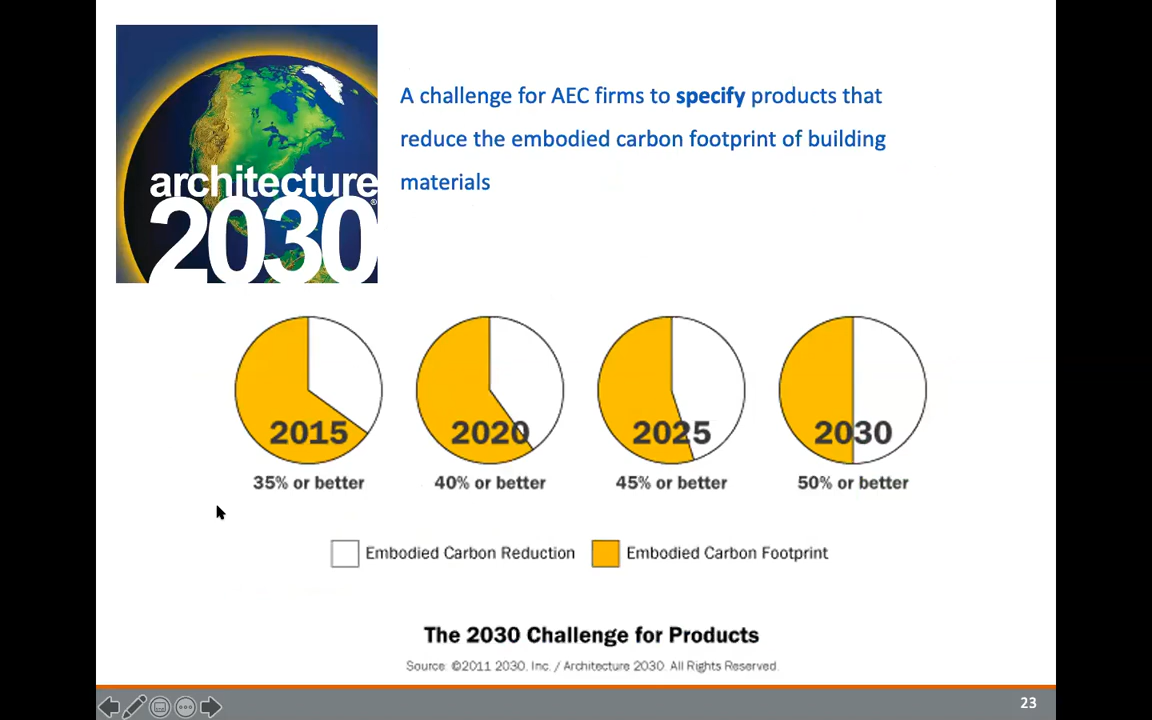 architecture
2030®
A challenge for AEC firms to specify products that
reduce the embodied carbon footprint of building
materials
2015
2020
2025
2030
35% or better
40% or better
45% or better
50% or better
Embodied Carbon Reduction
Embodied Carbon Footprint
The 2030 Challenge for Products
Source: ©2011 2030, Inc. / Architecture 2030. All Rights Reserved.
23